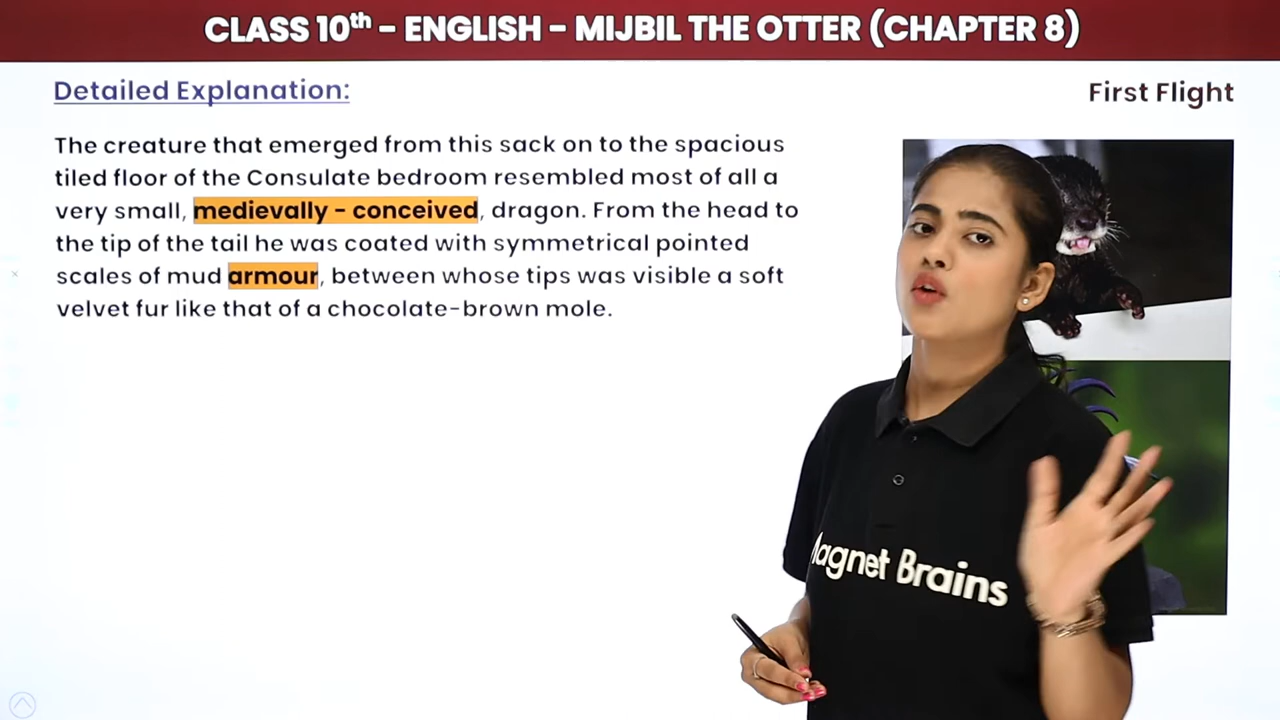 CLASS 10th - ENGLISH - MIJBIL THE OTTER (CHAPTER 8)
Detailed Explanation:
First Flight
The creature that emerged from this sack on to the spacious
tiled floor of the Consulate bedroom resembled most of all a
very small, medievally - conceived, dragon. From the head to
the tip of the tail he was coated with symmetrical pointed
scales of mud armour, between whose tips was visible a soft
velvet fur like that of a chocolate-brown mole.
Magnet Brains